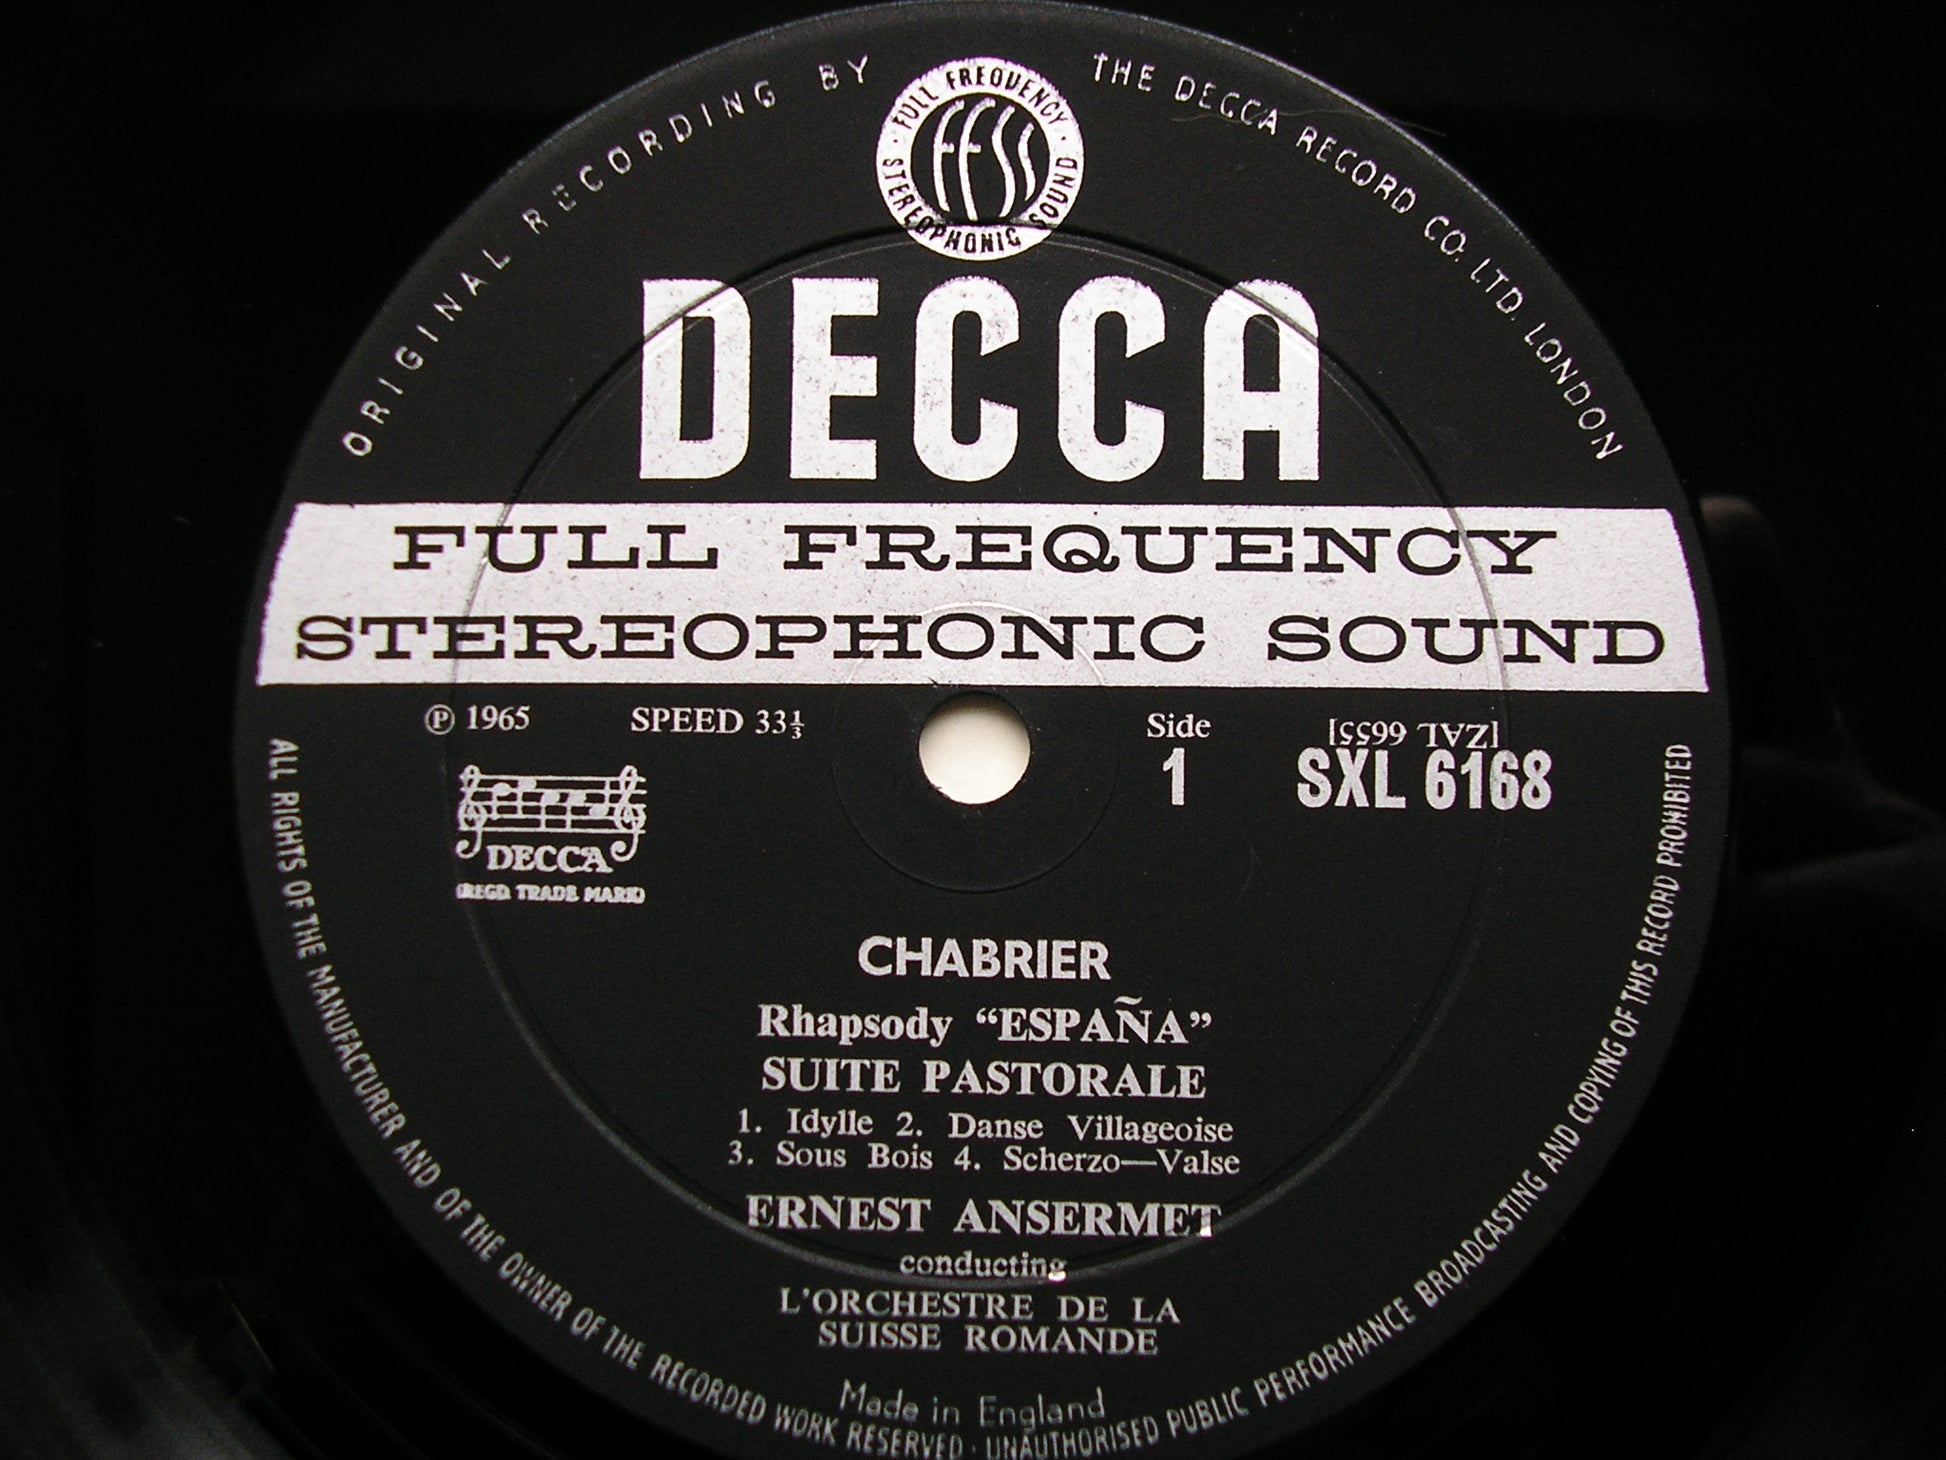 ORIGINAL RECORDING BY THE DECCA RECORD CO. LTD. LONDON
FULL FREQUENCY STEREOPHONIC SOUND
FFSS
DECCA
FULL FREQUENCY
STEREOPHONIC SOUND
℗ 1965 SPEED 33⅓
Side
1
[ZAL 6655]
SXL 6168
DECCA
(REGD. TRADE MARK)
CHABRIER
Rhapsody “ESPAÑA”
SUITE PASTORALE
1. Idylle 2. Danse Villageoise
3. Sous Bois 4. Scherzo—Valse
ERNEST ANSERMET
conducting
L'ORCHESTRE DE LA
SUISSE ROMANDE
Made in England
ALL RIGHTS OF THE MANUFACTURER AND OF THE OWNER OF THE RECORDED WORK RESERVED · UNAUTHORISED PUBLIC PERFORMANCE BROADCASTING AND COPYING OF THIS RECORD PROHIBITED